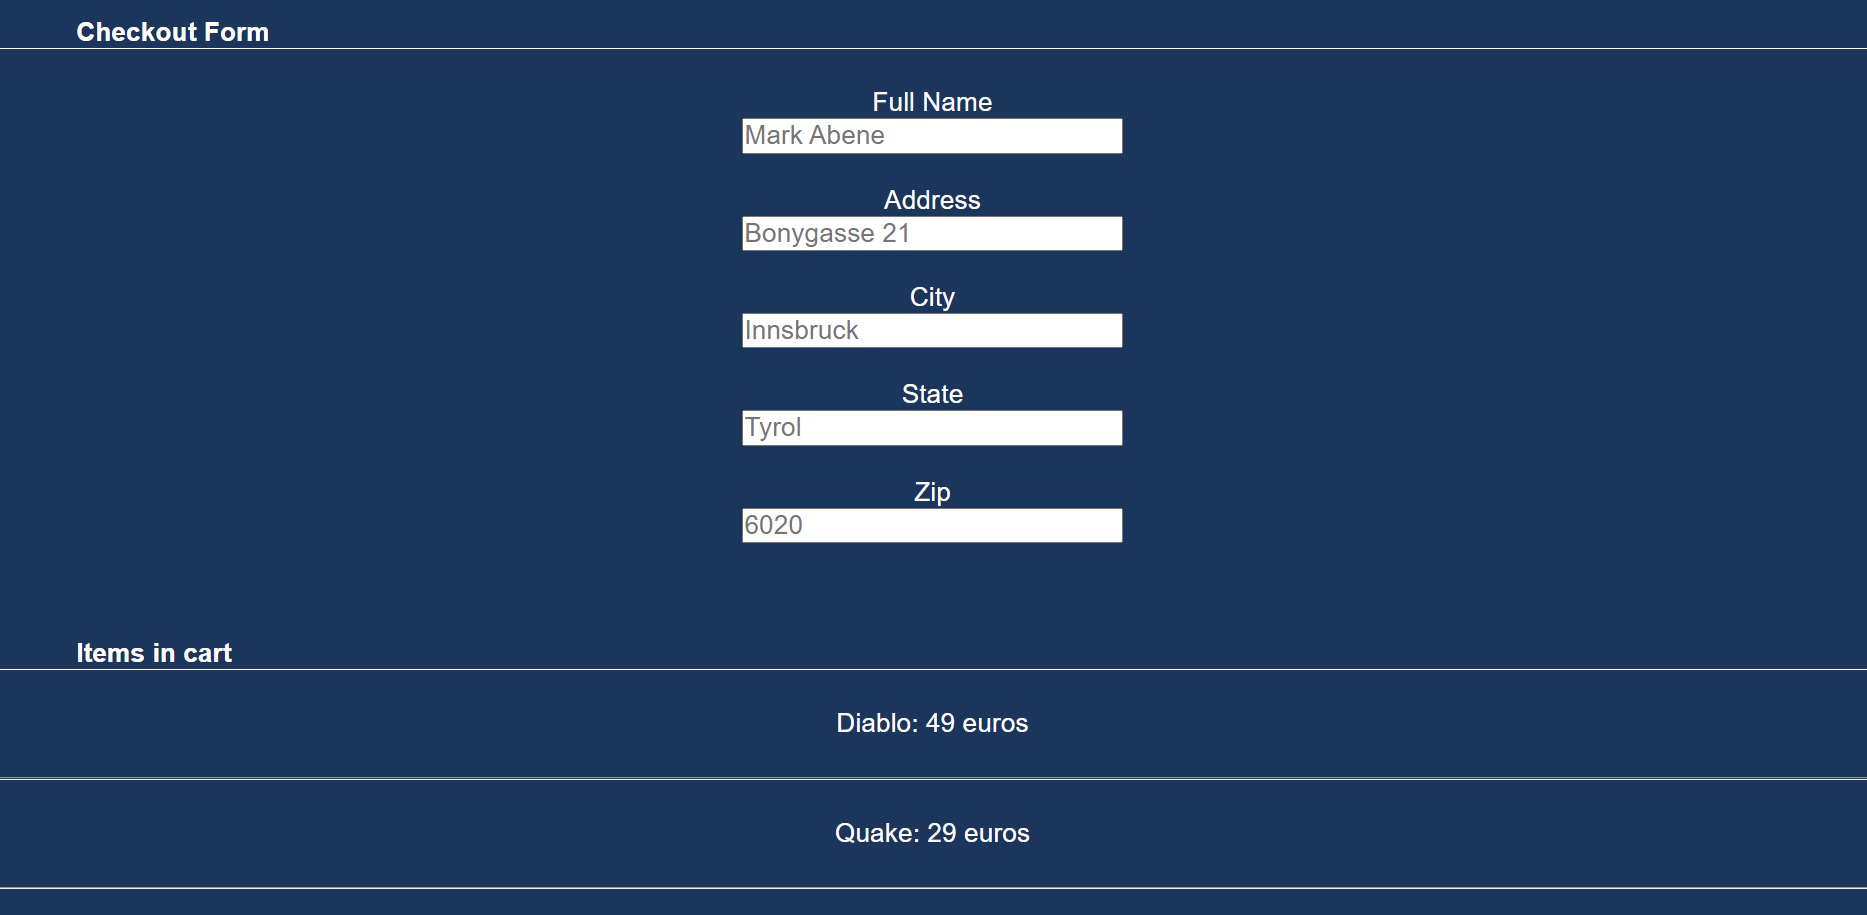 Checkout Form
Full Name
Mark Abene
Address
Bonygasse 21
City
Innsbruck
State
Tyrol
Zip
6020
Items in cart
Diablo: 49 euros
Quake: 29 euros